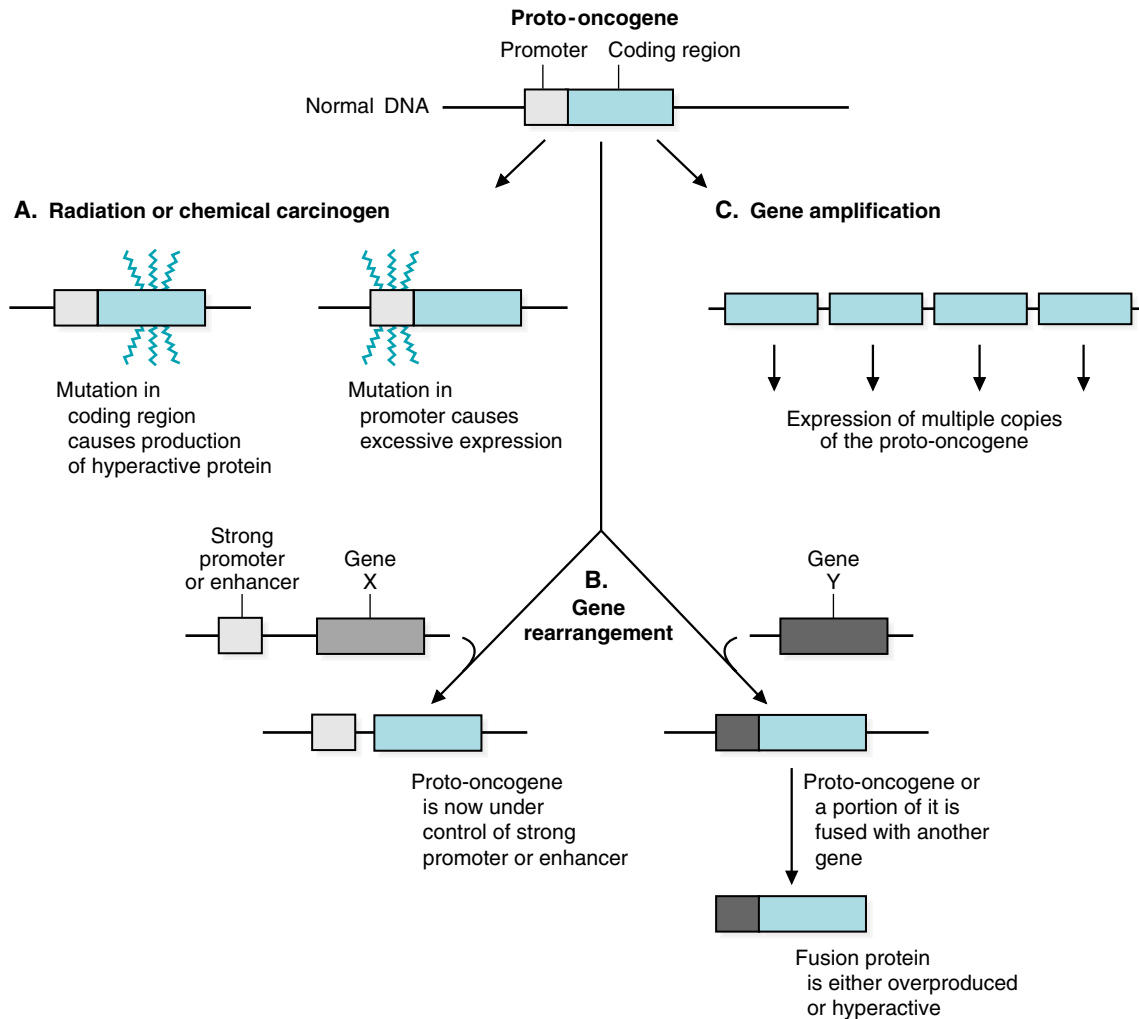 Proto-oncogene
Promoter
Coding region
Normal DNA
A. Radiation or chemical carcinogen
C. Gene amplification
Mutation in
coding region
causes production
of hyperactive protein
Mutation in
promoter causes
excessive expression
Expression of multiple copies
of the proto-oncogene
Strong
promoter
or enhancer
Gene
X
B.
Gene
rearrangement
Gene
Y
Proto-oncogene
is now under
control of strong
promoter or enhancer
Proto-oncogene or
a portion of it is
fused with another
gene
Fusion protein
is either overproduced
or hyperactive